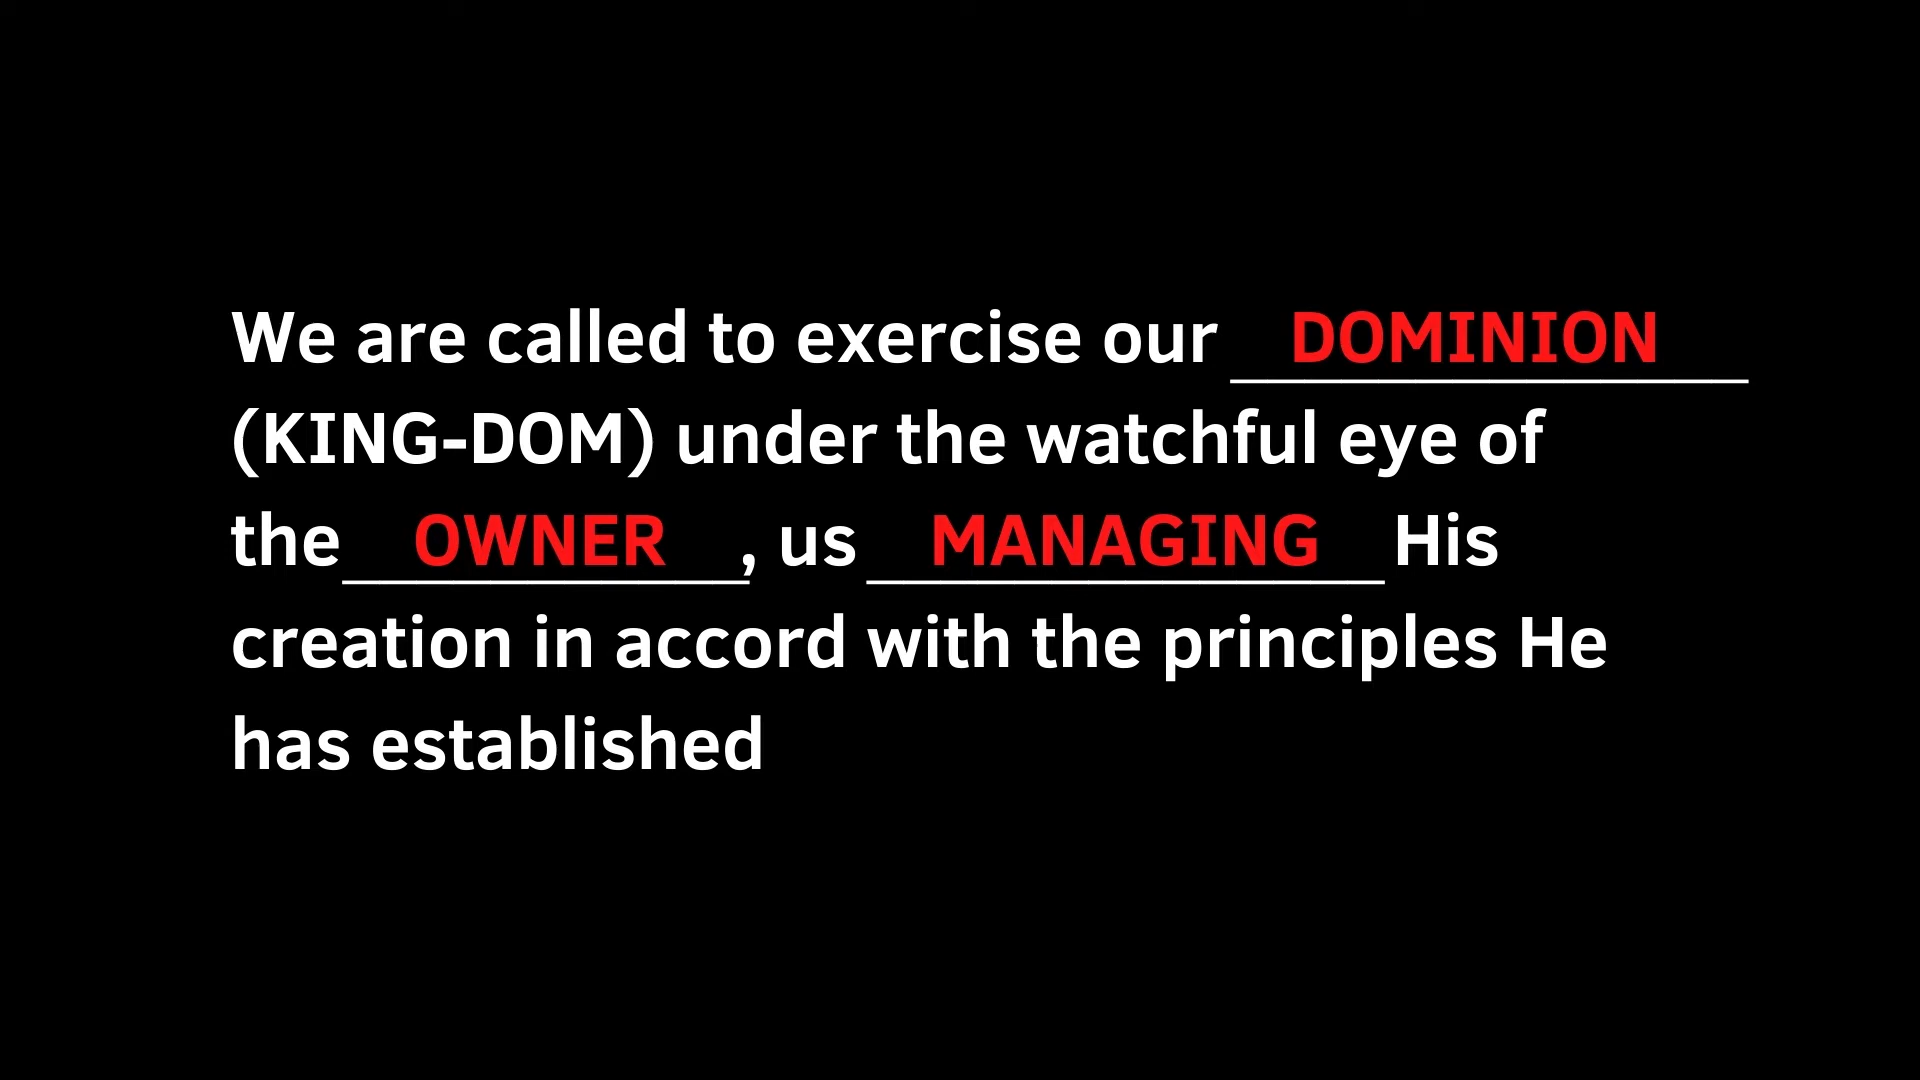 We are called to exercise our DOMINION
(KING-DOM) under the watchful eye of
the OWNER, us MANAGING His
creation in accord with the principles He
has established